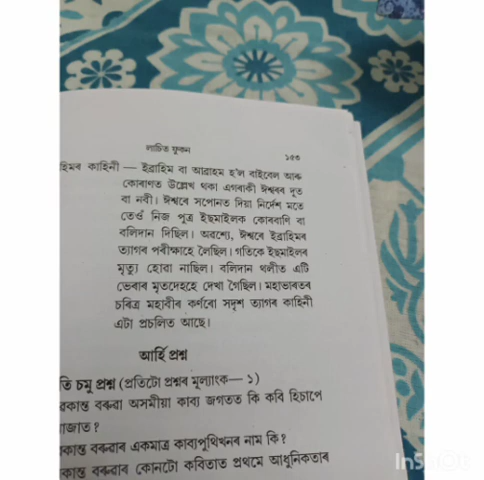 লাচিত ফুকন ১৫৩
হিমৰ কাহিনী — ইব্ৰাহিম বা আব্ৰাহাম হ'ল বাইবেল আৰু
কোৰাণত উল্লেখ থকা এগৰাকী ঈশ্বৰৰ দূত
বা নবী। ঈশ্বৰে সপোনত দিয়া নিৰ্দেশ মতে
তেওঁ নিজ পুত্ৰ ইছমাইলক কোৰবাণি বা
বলিদান দিছিল। অৱশ্যে, ঈশ্বৰে ইব্ৰাহিমৰ
ত্যাগৰ পৰীক্ষাহে লৈছিল। গতিকে ইছমাইলৰ
মৃত্যু হোৱা নাছিল। বলিদান থলীত এটি
ভেৰাৰ মৃতদেহহে দেখা গৈছিল। মহাভাৰতৰ
চৰিত্ৰ মহাবীৰ কৰ্ণৰো সদৃশ ত্যাগৰ কাহিনী
এটা প্ৰচলিত আছে।
আৰ্হি প্ৰশ্ন
তি চমু প্ৰশ্ন (প্ৰতিটো প্ৰশ্নৰ মূল্যাংক— ১)
ৱকান্ত বৰুৱা অসমীয়া কাব্য জগতত কি কবি হিচাপে
াজাত?
ৱকান্ত বৰুৱাৰ একমাত্ৰ কাব্যপুথিখনৰ নাম কি?
কান্ত বৰুৱাৰ কোনটো কবিতাত প্ৰথমে আধুনিকতাৰ
InShOt